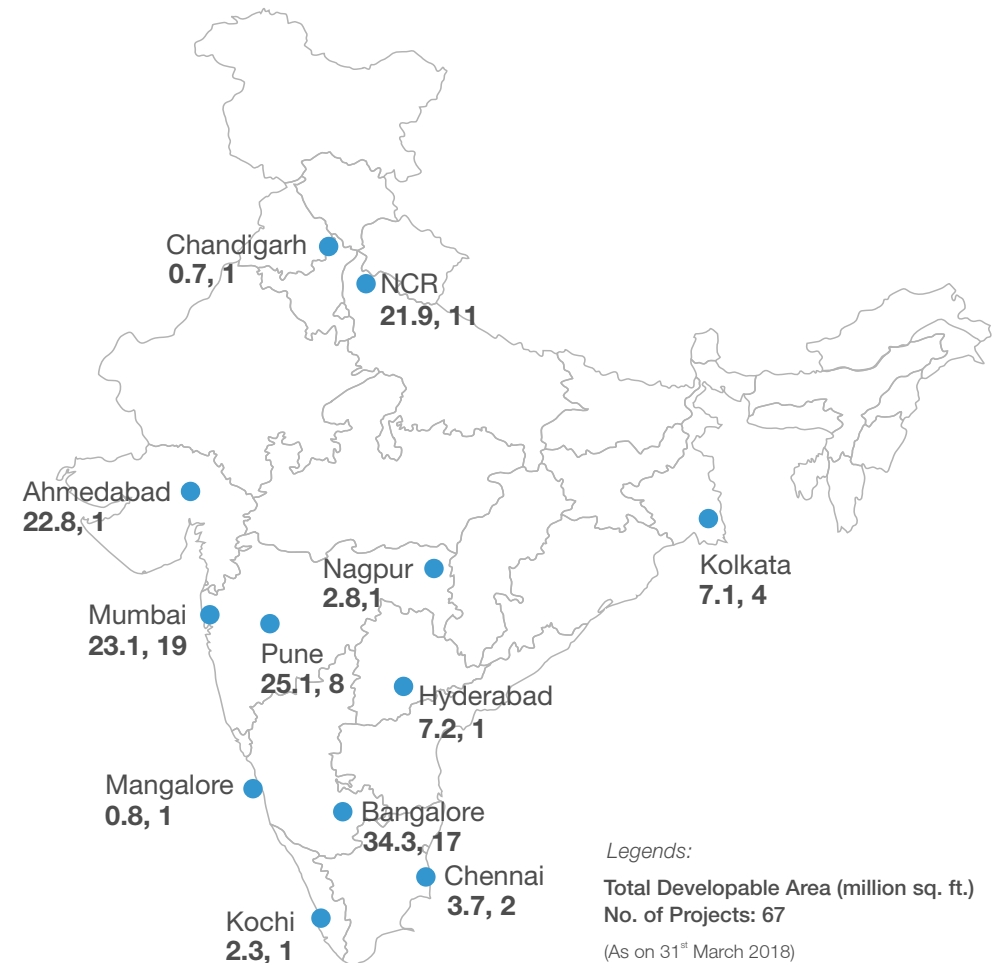 Chandigarh
0.7, 1
NCR
21.9, 11
Ahmedabad
22.8, 1
Nagpur
2.8,1
Kolkata
7.1, 4
Mumbai
23.1, 19
Pune
25.1, 8
Hyderabad
7.2, 1
Mangalore
0.8, 1
Bangalore
34.3, 17
Chennai
3.7, 2
Kochi
2.3, 1
Legends:
Total Developable Area (million sq. ft.)
No. of Projects: 67
(As on 31st March 2018)